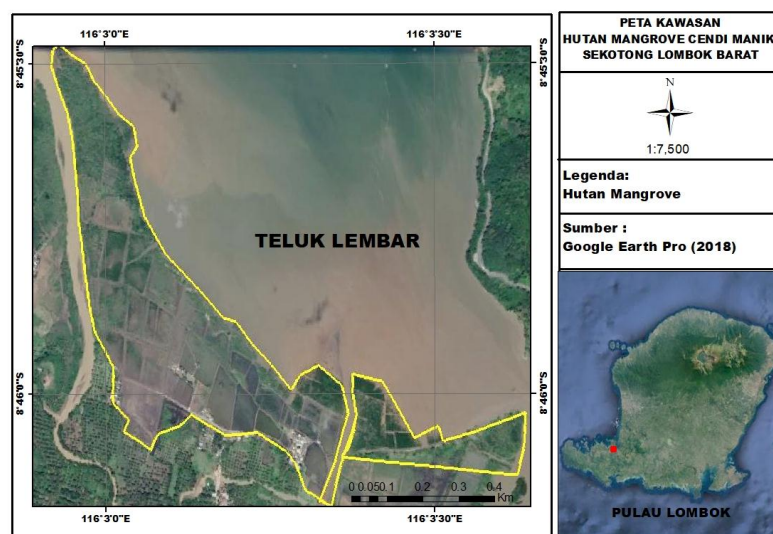 116°3'0"E
116°3'30"E
8°45'30"S
8°45'30"S
TELUK LEMBAR
8°46'0"S
8°46'0"S
0 0.05 0.1 0.2 0.3 0.4
Km
116°3'0"E
116°3'30"E
PETA KAWASAN
HUTAN MANGROVE CENDI MANIK
SEKOTONG LOMBOK BARAT
N
1:7,500
Legenda:
Hutan Mangrove
Sumber :
Google Earth Pro (2018)
PULAU LOMBOK